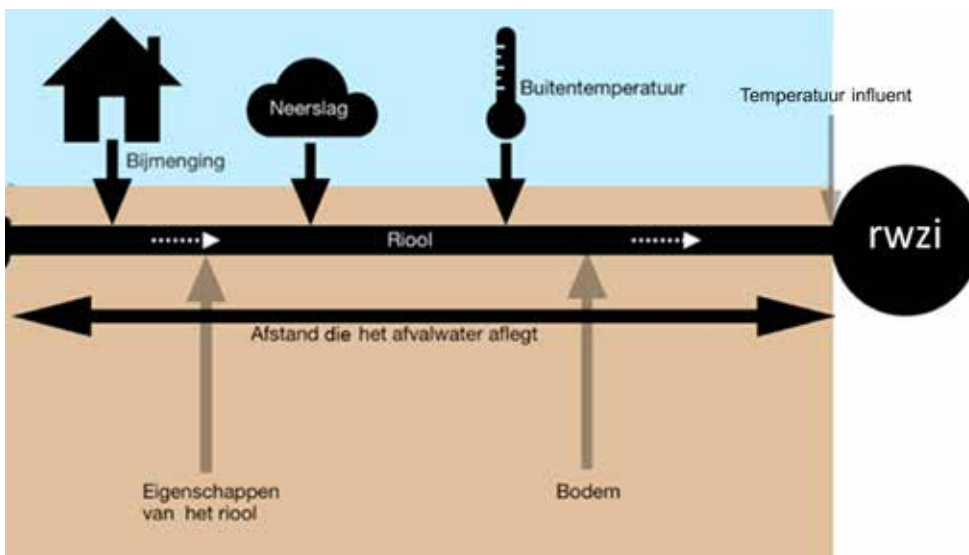 Neerslag
Buitentemperatuur
Temperatuur influent
Bijmenging
Riool
rwzi
Afstand die het afvalwater aflegt
Eigenschappen
van het riool
Bodem